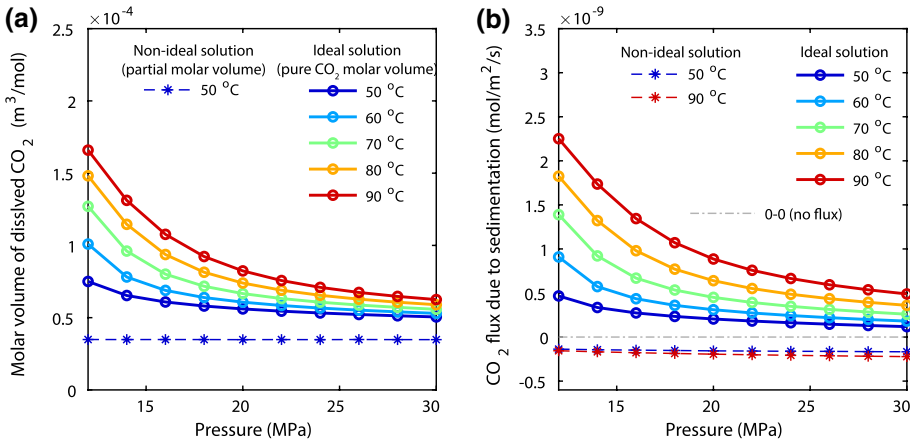 (a)
×10⁻⁴
2.5
2
1.5
1
0.5
0
15
20
25
30
Molar volume of disslved CO₂ (m³/mol)
Pressure (MPa)
Non-ideal solution
(partial molar volume)
50 °C
Ideal solution
(pure CO₂ molar volume)
50 °C
60 °C
70 °C
80 °C
90 °C
(b)
×10⁻⁹
3.5
3
2.5
2
1.5
1
0.5
0
-0.5
15
20
25
30
CO₂ flux due to sedimentation (mol/m²/s)
Pressure (MPa)
Non-ideal solution
50 °C
90 °C
Ideal solution
50 °C
60 °C
70 °C
80 °C
90 °C
0-0 (no flux)